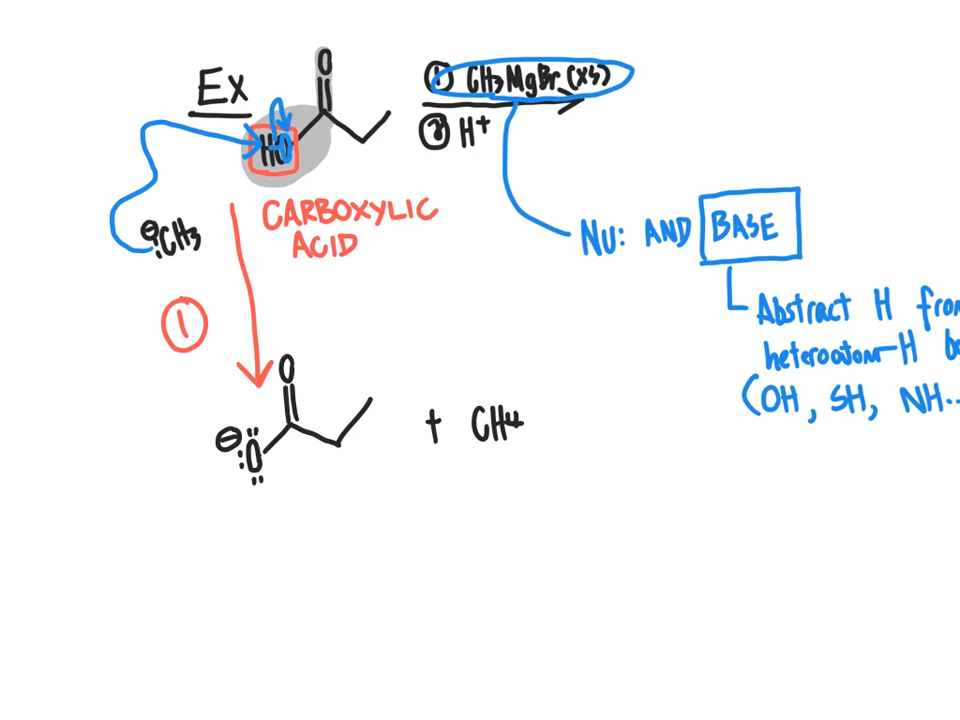 Ex
O
① CH3MgBr (xs)
② H+
HO
⊖:CH3
CARBOXYLIC
ACID
Nu: AND BASE
①
Abstract H from
heteroatom-H
(OH, SH, NH...
O
⊖ :O: + CH4